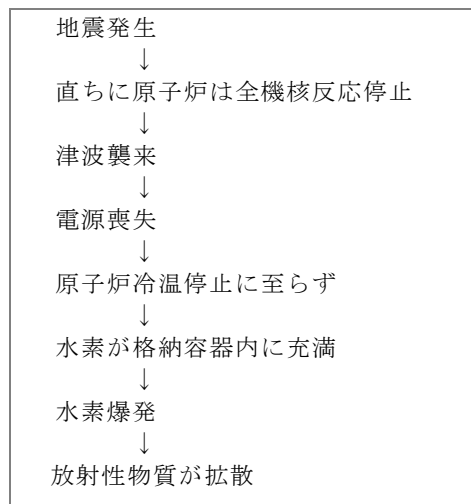 地震発生
↓
直ちに原子炉は全機核反応停止
↓
津波襲来
↓
電源喪失
↓
原子炉冷温停止に至らず
↓
水素が格納容器内に充満
↓
水素爆発
↓
放射性物質が拡散